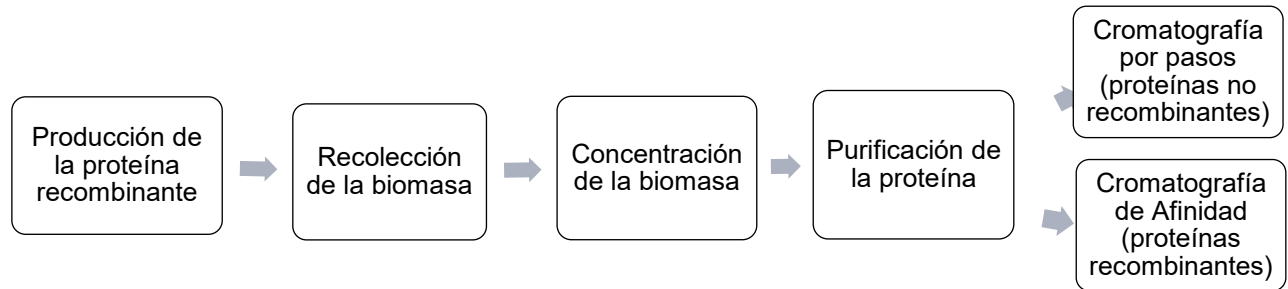 Producción de
la proteína
recombinante
Recolección
de la biomasa
Concentración
de la biomasa
Purificación de
la proteína
Cromatografía
por pasos
(proteínas no
recombinantes)
Cromatografía
de Afinidad
(proteínas
recombinantes)